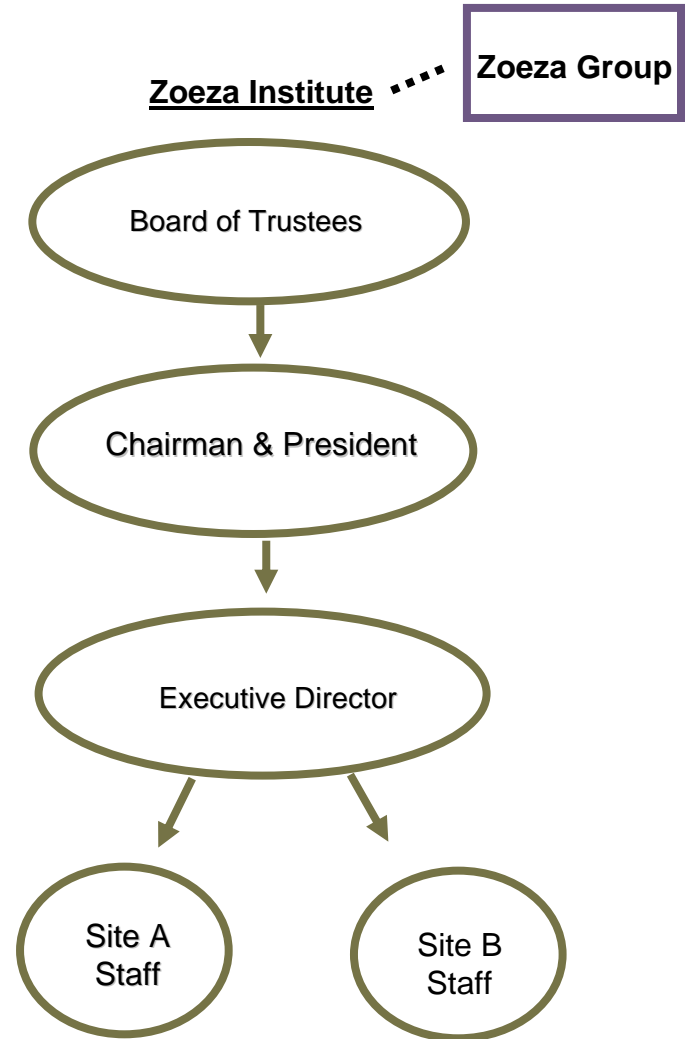 Zoeza Group
Zoeza Institute
Board of Trustees
Chairman & President
Executive Director
Site A
Staff
Site B
Staff